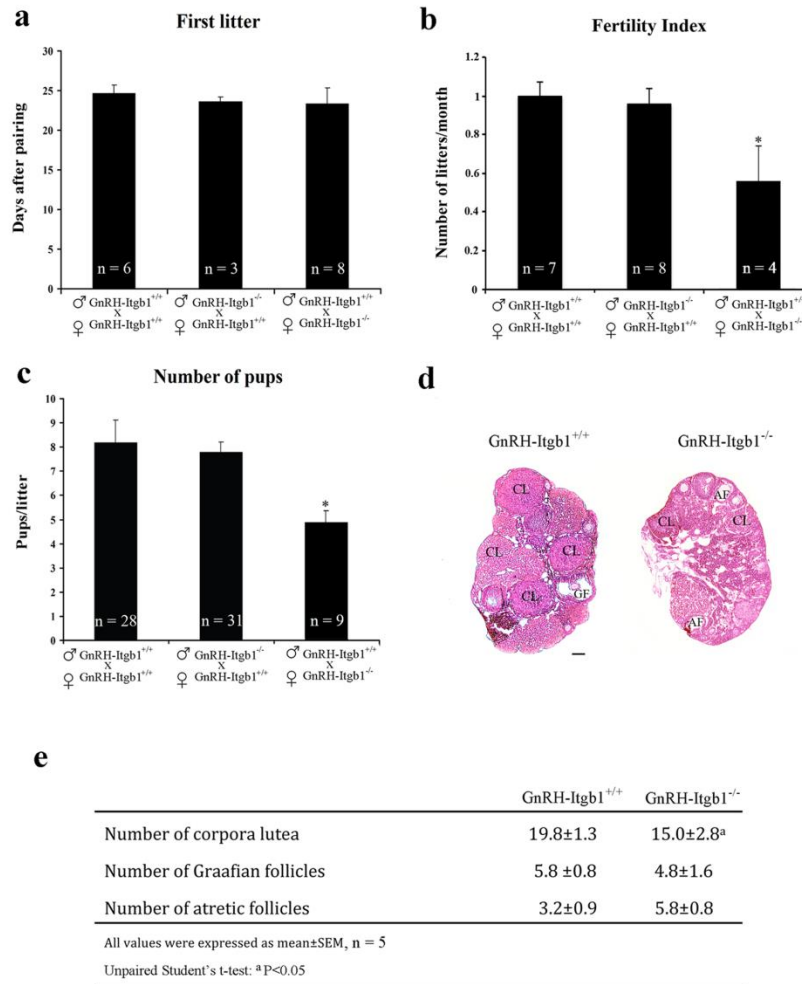 a
First litter
Days after pairing
30
25
20
15
10
5
0
n = 6
n = 3
n = 8
♂ GnRH-Itgb1+/+
X
♀ GnRH-Itgb1+/+
♂ GnRH-Itgb1-/-
X
♀ GnRH-Itgb1+/+
♂ GnRH-Itgb1+/+
X
♀ GnRH-Itgb1-/-
b
Fertility Index
Number of litters/month
1.2
1
0.8
0.6
0.4
0.2
0
*
n = 7
n = 8
n = 4
♂ GnRH-Itgb1+/+
X
♀ GnRH-Itgb1+/+
♂ GnRH-Itgb1-/-
X
♀ GnRH-Itgb1+/+
♂ GnRH-Itgb1+/
X
♀ GnRH-Itgb1-/-
c
Number of pups
Pups/litter
10
9
8
7
6
5
4
3
2
1
0
*
n = 28
n = 31
n = 9
♂ GnRH-Itgb1+/+
X
♀ GnRH-Itgb1+/+
♂ GnRH-Itgb1-/-
X
♀ GnRH-Itgb1+/+
♂ GnRH-Itgb1+/+
X
♀ GnRH-Itgb1-/-
d
GnRH-Itgb1+/+
CL
CL
CL
CL
GF
GnRH-Itgb1-/-
AF
CL
CL
AF
e
GnRH-Itgb1+/+ GnRH-Itgb1-/-
Number of corpora lutea 19.8±1.3 15.0±2.8a
Number of Graafian follicles 5.8 ±0.8 4.8±1.6
Number of atretic follicles 3.2±0.9 5.8±0.8
All values were expressed as mean±SEM, n = 5
Unpaired Student's t-test: a P<0.05